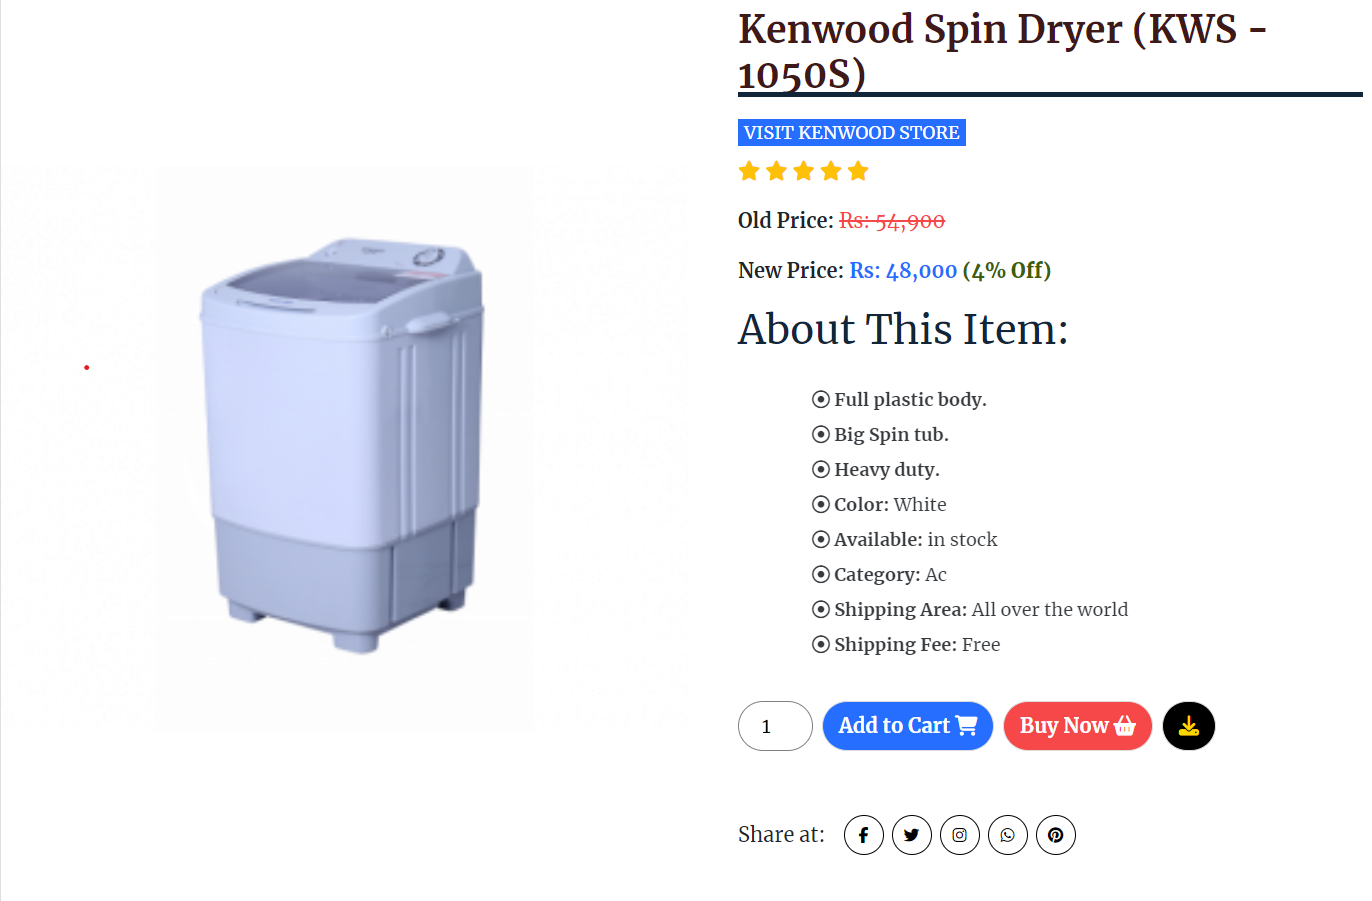 Kenwood Spin Dryer (KWS -
1050S)
VISIT KENWOOD STORE
Old Price: Rs: 54,900
New Price: Rs: 48,000 (4% Off)
About This Item:
Full plastic body.
Big Spin tub.
Heavy duty.
Color: White
Available: in stock
Category: Ac
Shipping Area: All over the world
Shipping Fee: Free
1 Add to Cart Buy Now
Share at: